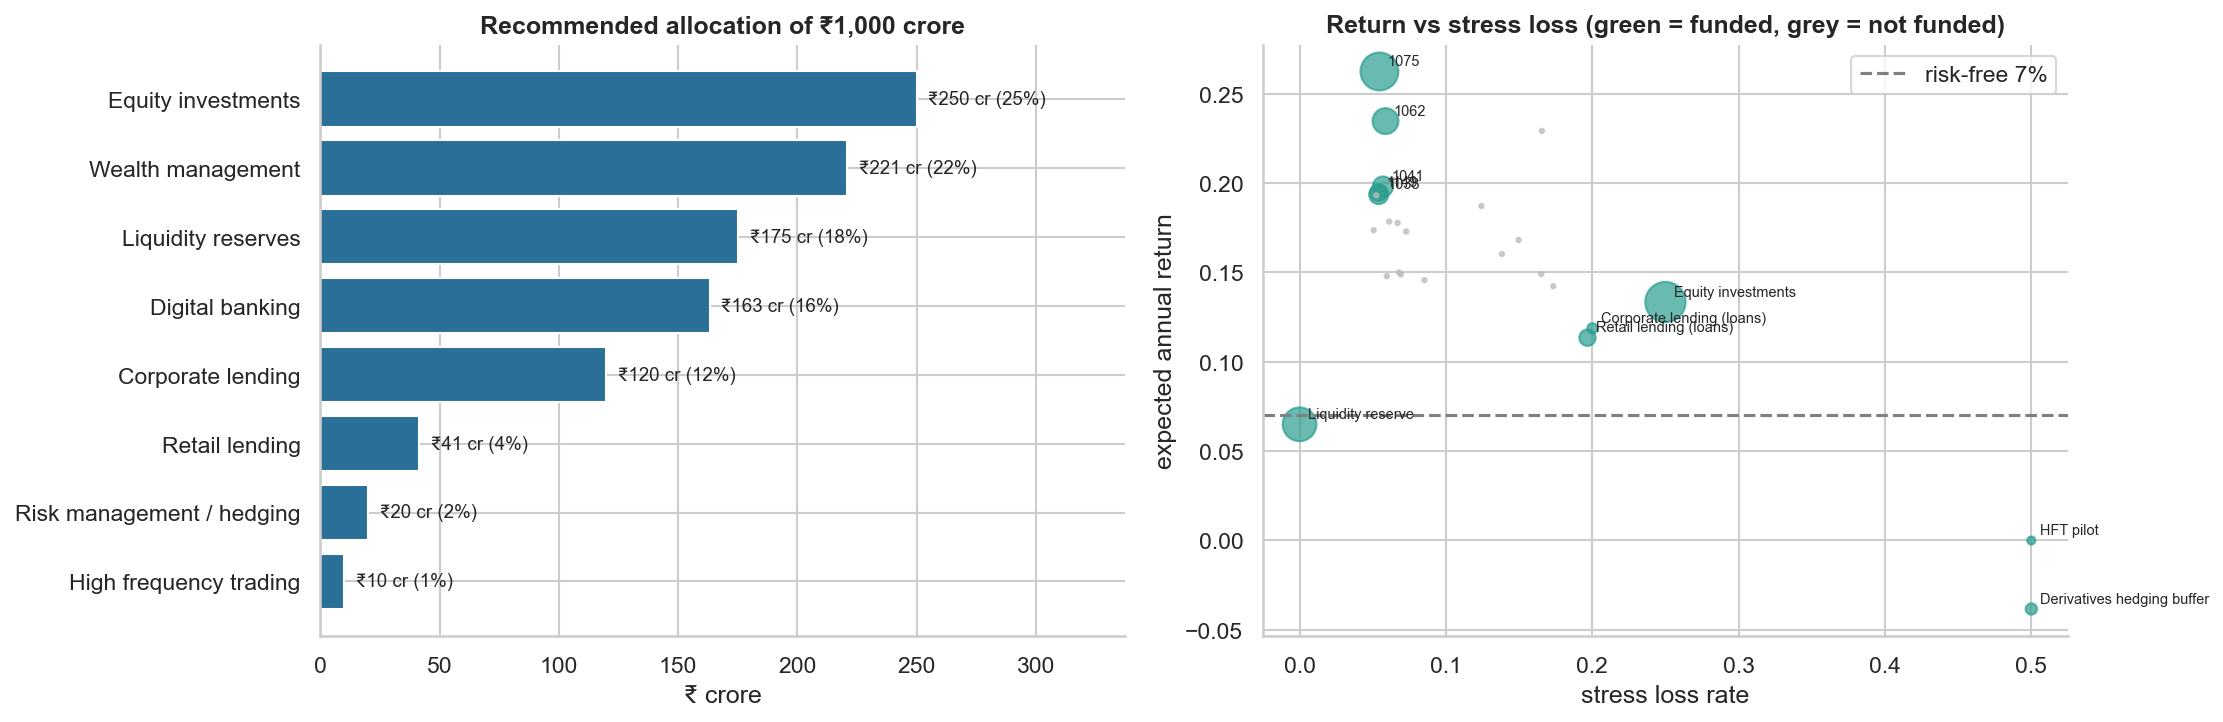 Recommended allocation of ₹1,000 crore
Equity investments
₹250 cr (25%)
Wealth management
₹221 cr (22%)
Liquidity reserves
₹175 cr (18%)
Digital banking
₹163 cr (16%)
Corporate lending
₹120 cr (12%)
Retail lending
₹41 cr (4%)
Risk management / hedging
₹20 cr (2%)
High frequency trading
₹10 cr (1%)
0 50 100 150 200 250 300
₹ crore
Return vs stress loss (green = funded, grey = not funded)
risk-free 7%
expected annual return
0.25
0.20
0.15
0.10
0.05
0.00
−0.05
1075
1062
1041
Equity investments
Corporate lending (loans)
Retail lending (loans)
Liquidity reserve
HFT pilot
Derivatives hedging buffer
0.0 0.1 0.2 0.3 0.4 0.5
stress loss rate